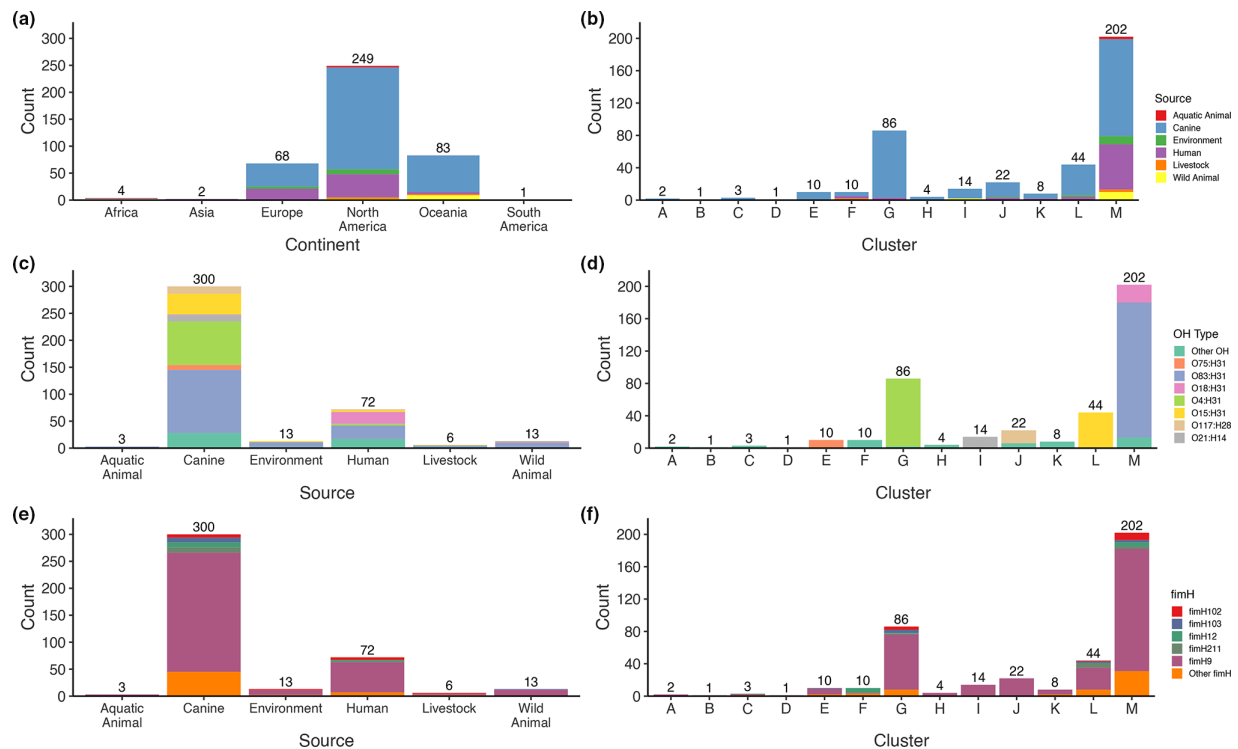 (a)
300
250
200
150
100
50
0
Count
4
2
68
249
83
1
Africa
Asia
Europe
North
America
Oceania
South
America
Continent
(b)
200
160
120
80
40
0
Count
2
1
3
1
10
10
86
4
14
22
8
44
202
A B C D E F G H I J K L M
Cluster
Source
Aquatic Animal
Canine
Environment
Human
Livestock
Wild Animal
(c)
300
250
200
150
100
50
0
Count
3
300
13
72
6
13
Aquatic
Animal
Canine
Environment
Human
Livestock
Wild
Animal
Source
(d)
200
160
120
80
40
0
Count
2
1
3
1
10
10
86
4
14
22
8
44
202
A B C D E F G H I J K L M
Cluster
OH Type
Other OH
O75:H31
O83:H31
O18:H31
O4:H31
O15:H31
O117:H28
O21:H14
(e)
300
250
200
150
100
50
0
Count
3
300
13
72
6
13
Aquatic
Animal
Canine
Environment
Human
Livestock
Wild
Animal
Source
(f)
200
160
120
80
40
0
Count
2
1
3
1
10
10
86
4
14
22
8
44
202
A B C D E F G H I J K L M
Cluster
fimH
fimH102
fimH103
fimH12
fimH211
fimH9
Other fimH